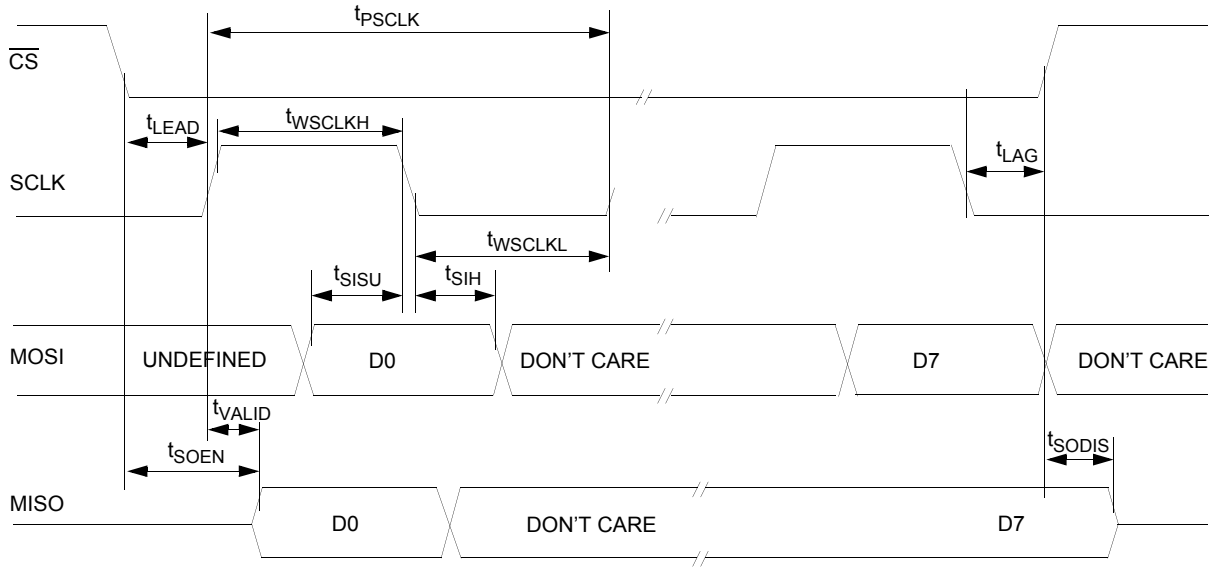 tPSCLK
CS
tLEAD
tWSCLKH
tLAG
SCLK
tWSCLKL
tSISU
tSIH
MOSI
UNDEFINED
D0
DON'T CARE
D7
DON'T CARE
tVALID
tSOEN
tSODIS
MISO
D0
DON'T CARE
D7